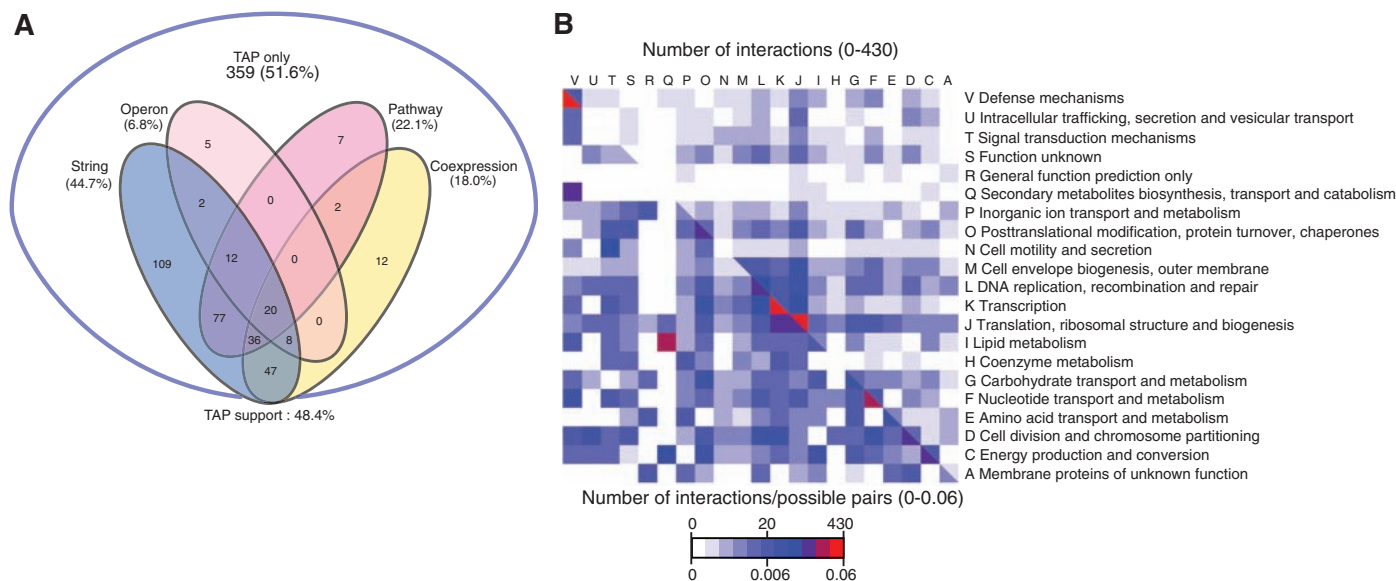 A
TAP only
359 (51.6%)
Operon
(6.8%)
Pathway
(22.1%)
String
(44.7%)
Coexpression
(18.0%)
5
7
2
0
2
109
12
0
12
77
20
0
36
8
47
TAP support : 48.4%
B
Number of interactions (0-430)
V U T S R Q P O N M L K J I H G F E D C A
V Defense mechanisms
U Intracellular trafficking, secretion and vesicular transport
T Signal transduction mechanisms
S Function unknown
R General function prediction only
Q Secondary metabolites biosynthesis, transport and catabolism
P Inorganic ion transport and metabolism
O Posttranslational modification, protein turnover, chaperones
N Cell motility and secretion
M Cell envelope biogenesis, outer membrane
L DNA replication, recombination and repair
K Transcription
J Translation, ribosomal structure and biogenesis
I Lipid metabolism
H Coenzyme metabolism
G Carbohydrate transport and metabolism
F Nucleotide transport and metabolism
E Amino acid transport and metabolism
D Cell division and chromosome partitioning
C Energy production and conversion
A Membrane proteins of unknown function
Number of interactions/possible pairs (0-0.06)
0 20 430
0 0.006 0.06